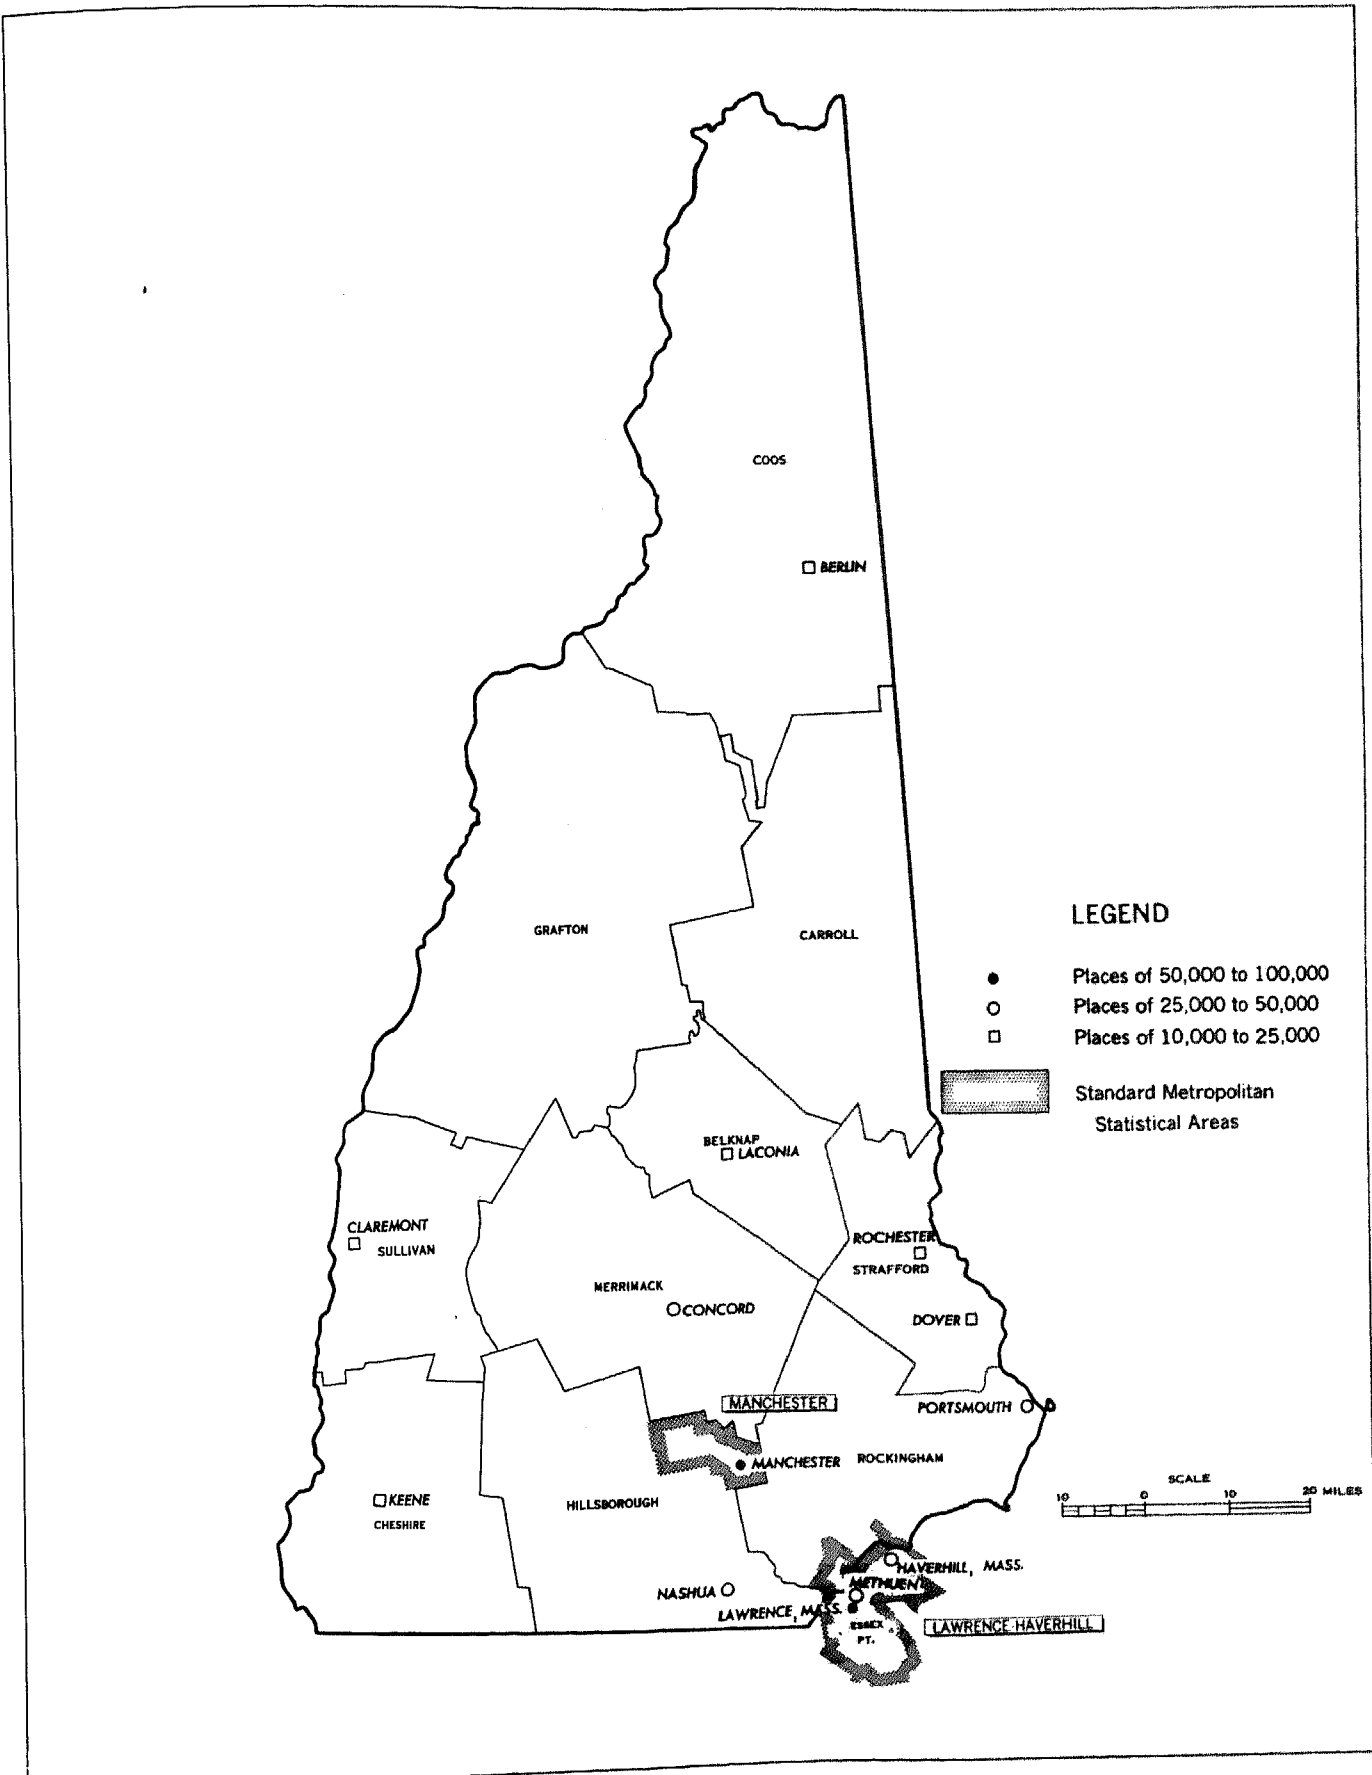 COOS
BERLIN
GRAFTON
CARROLL
LEGEND
Places of 50,000 to 100,000
Places of 25,000 to 50,000
Places of 10,000 to 25,000
Standard Metropolitan
Statistical Areas
BELKNAP
LACONIA
CLAREMONT
SULLIVAN
ROCHESTER
STRAFFORD
MERRIMACK
CONCORD
DOVER
MANCHESTER
PORTSMOUTH
MANCHESTER
ROCKINGHAM
SCALE
10 0 10 20 MILES
KEENE
CHESHIRE
HILLSBOROUGH
HAVERHILL, MASS.
METHUEN
NASHUA
LAWRENCE, MASS.
ESSEX
PT.
LAWRENCE-HAVERHILL